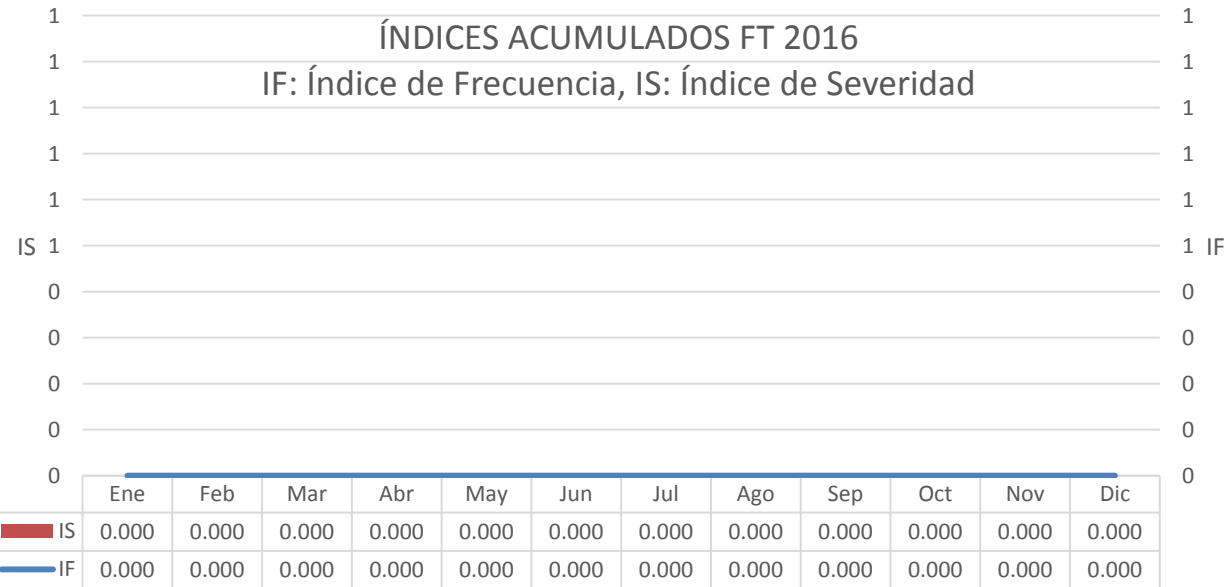 ÍNDICES ACUMULADOS FT 2016
IF: Índice de Frecuencia, IS: Índice de Severidad
1 1
1 1
1 1
1 1
1 1
IS 1 1 IF
0 0
0 0
0 0
0 0
0 0
Ene Feb Mar Abr May Jun Jul Ago Sep Oct Nov Dic
IS 0.000 0.000 0.000 0.000 0.000 0.000 0.000 0.000 0.000 0.000 0.000 0.000
IF 0.000 0.000 0.000 0.000 0.000 0.000 0.000 0.000 0.000 0.000 0.000 0.000